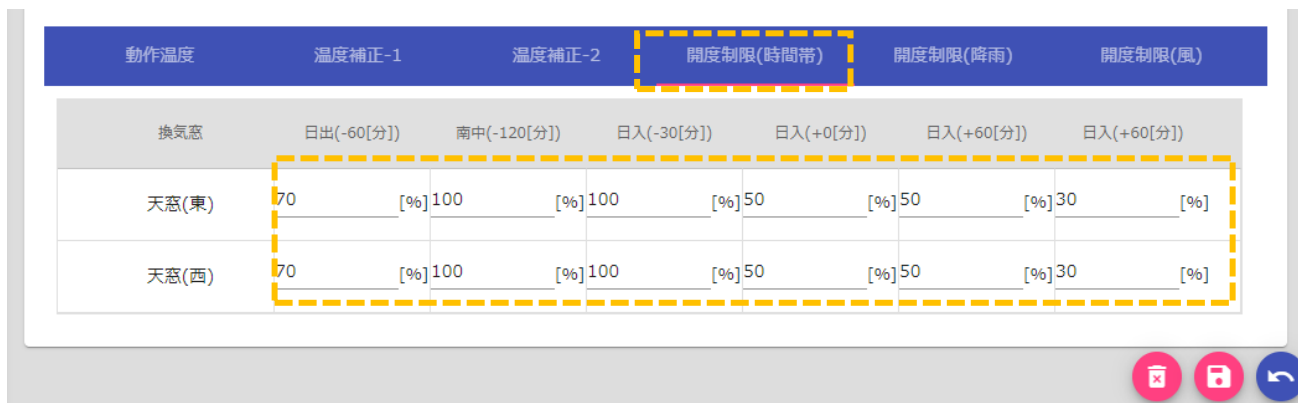 動作温度 温度補正-1 温度補正-2 開度制限(時間帯) 開度制限(降雨) 開度制限(風)
換気窓 日出(-60[分]) 南中(-120[分]) 日入(-30[分]) 日入(+0[分]) 日入(+60[分]) 日入(+60[分])
天窓(東) 70 [%] 100 [%] 100 [%] 50 [%] 50 [%] 30 [%]
天窓(西) 70 [%] 100 [%] 100 [%] 50 [%] 50 [%] 30 [%]